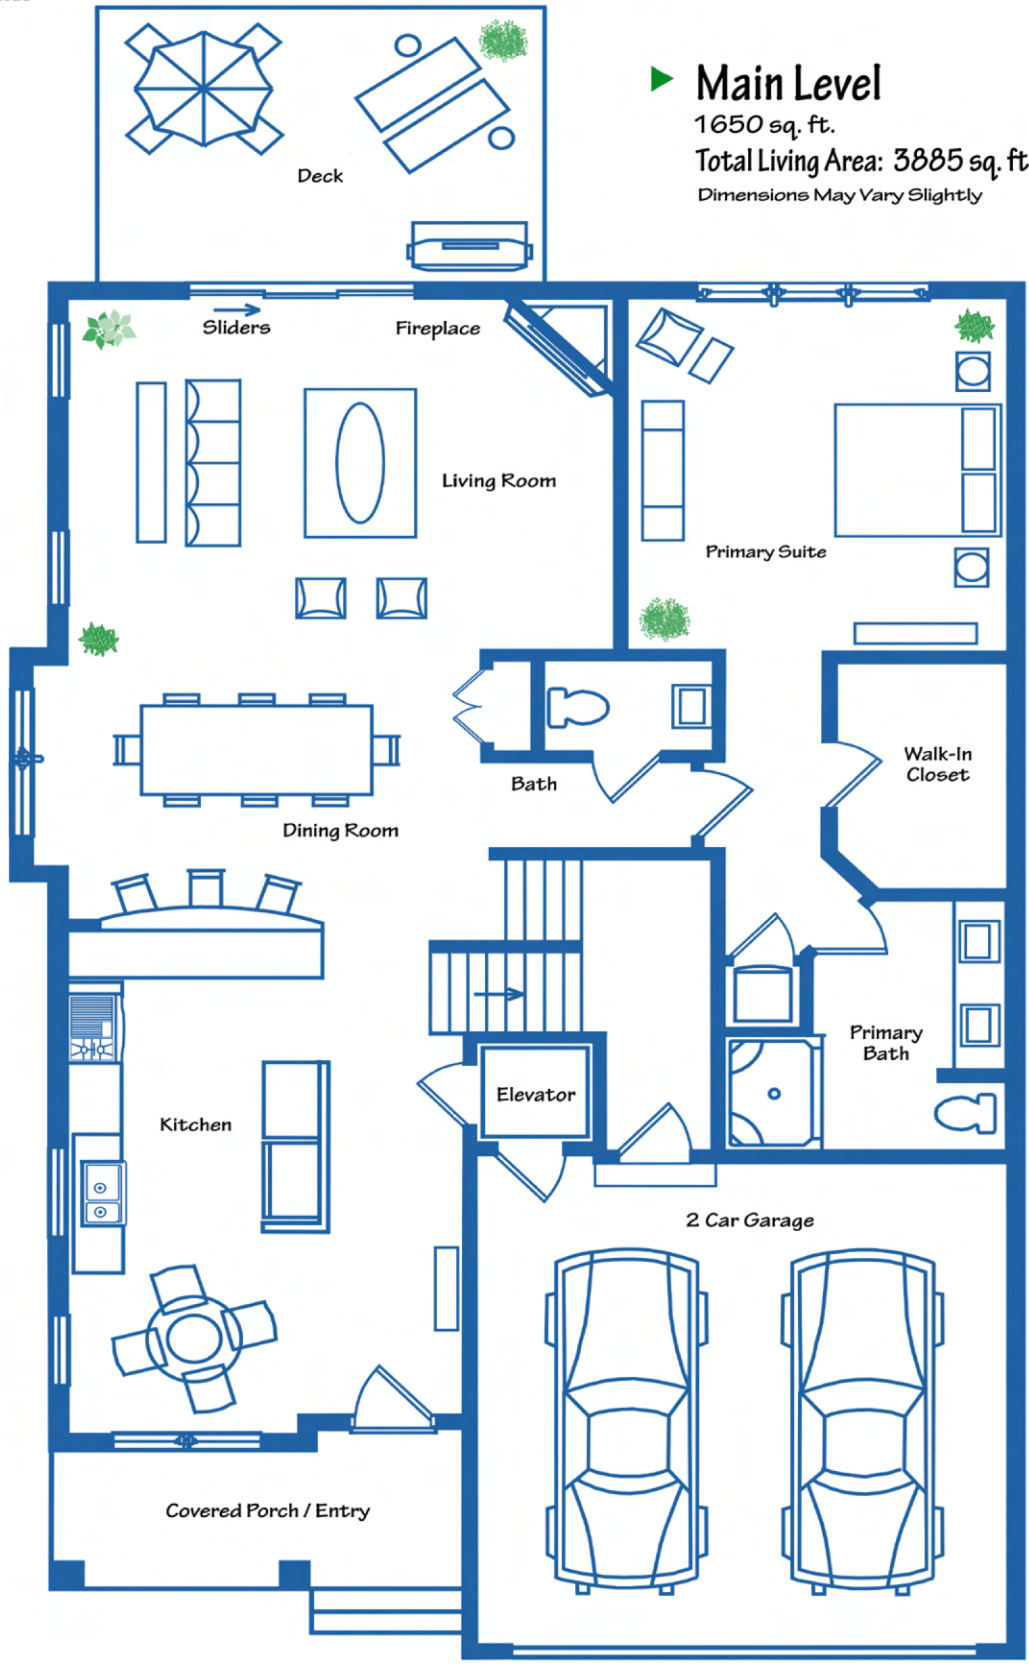 Main Level
1650 sq. ft.
Total Living Area: 3885 sq. ft
Dimensions May Vary Slightly
Deck
Sliders
Fireplace
Living Room
Primary Suite
Walk-In
Closet
Bath
Dining Room
Primary
Bath
Elevator
Kitchen
2 Car Garage
Covered Porch / Entry